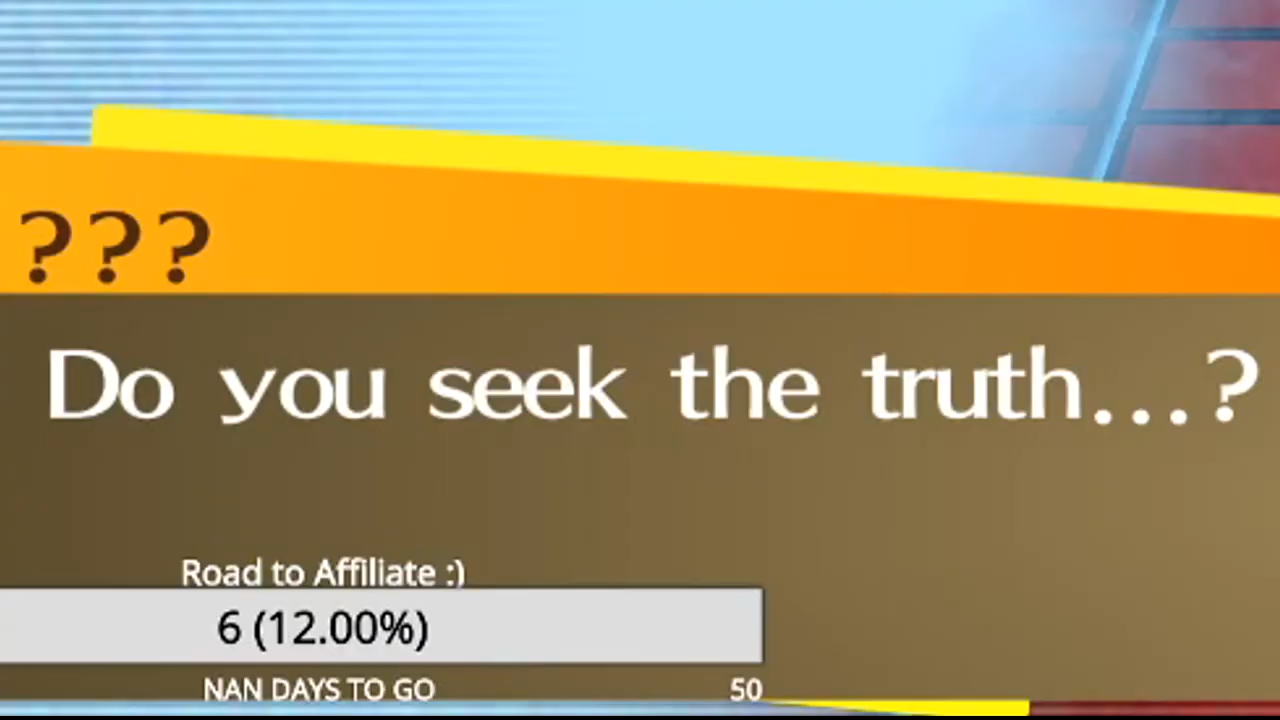 ???
Do you seek the truth...?
Road to Affiliate :)
6 (12.00%)
NAN DAYS TO GO 50